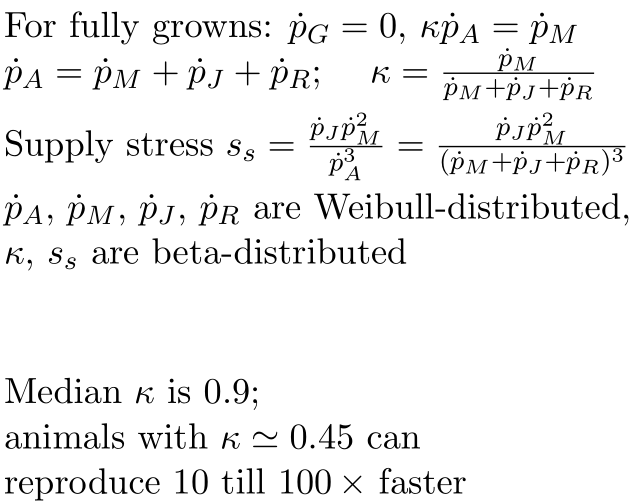 For fully growns: ṗ_G = 0, κṗ_A = ṗ_M
ṗ_A = ṗ_M + ṗ_J + ṗ_R; κ = ṗ_M / (ṗ_M+ṗ_J+ṗ_R)
Supply stress s_s = ṗ_J ṗ_M^2 / ṗ_A^3 = ṗ_J ṗ_M^2 / (ṗ_M+ṗ_J+ṗ_R)^3
ṗ_A, ṗ_M, ṗ_J, ṗ_R are Weibull-distributed,
κ, s_s are beta-distributed
Median κ is 0.9;
animals with κ ≃ 0.45 can
reproduce 10 till 100 × faster